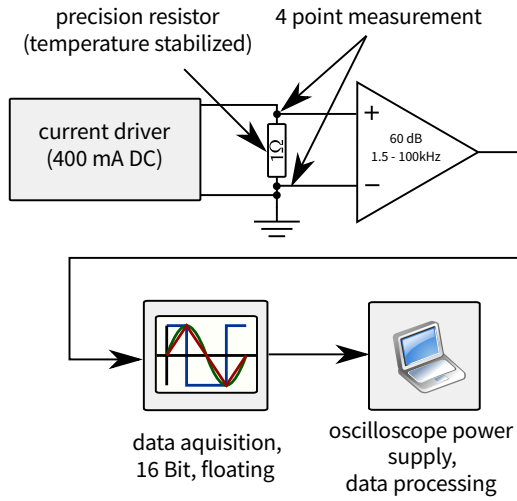 precision resistor
(temperature stabilized)
4 point measurement
current driver
(400 mA DC)
1Ω
+
60 dB
1.5 - 100kHz
−
data aquisition,
16 Bit, floating
oscilloscope power
supply,
data processing